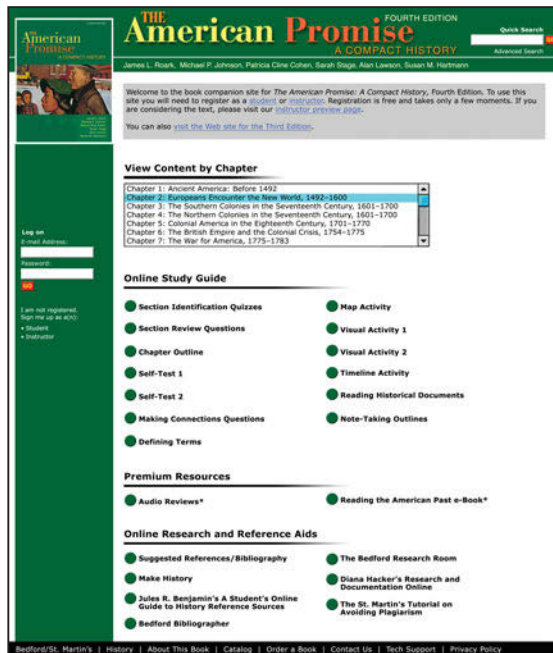 THE
American Promise
FOURTH EDITION
A COMPACT HISTORY
Quick Search
GO
Advanced Search
James L. Roark, Michael P. Johnson, Patricia Cline Cohen, Sarah Stage, Alan Lawson, Susan M. Hartmann
American
Promise
A COMPACT HISTORY
Welcome to the book companion site for The American Promise: A Compact History, Fourth Edition. To use this
site you will need to register as a student or instructor. Registration is free and takes only a few moments. If you
are considering the text, please visit our instructor preview page.
You can also visit the Web site for the Third Edition.
View Content by Chapter
Chapter 1: Ancient America: Before 1492
Chapter 2: Europeans Encounter the New World, 1492–1600
Chapter 3: The Southern Colonies in the Seventeenth Century, 1601–1700
Chapter 4: The Northern Colonies in the Seventeenth Century, 1601–1700
Chapter 5: Colonial America in the Eighteenth Century, 1701–1770
Chapter 6: The British Empire and the Colonial Crisis, 1754–1775
Chapter 7: The War for America, 1775–1783
Log on
E-mail Address:
Password:
GO
I am not registered.
Sign me up as a(n):
• Student
• Instructor
Online Study Guide
Section Identification Quizzes
Section Review Questions
Chapter Outline
Self-Test 1
Self-Test 2
Making Connections Questions
Defining Terms
Map Activity
Visual Activity 1
Visual Activity 2
Timeline Activity
Reading Historical Documents
Note-Taking Outlines
Premium Resources
Audio Reviews*
Reading the American Past e-Book*
Online Research and Reference Aids
Suggested References/Bibliography
Make History
Jules R. Benjamin's A Student's Online
Guide to History Reference Sources
Bedford Bibliographer
The Bedford Research Room
Diana Hacker's Research and
Documentation Online
The St. Martin's Tutorial on
Avoiding Plagiarism
Bedford/St. Martin's | History | About This Book | Catalog | Order a Book | Contact Us | Tech Support | Privacy Policy